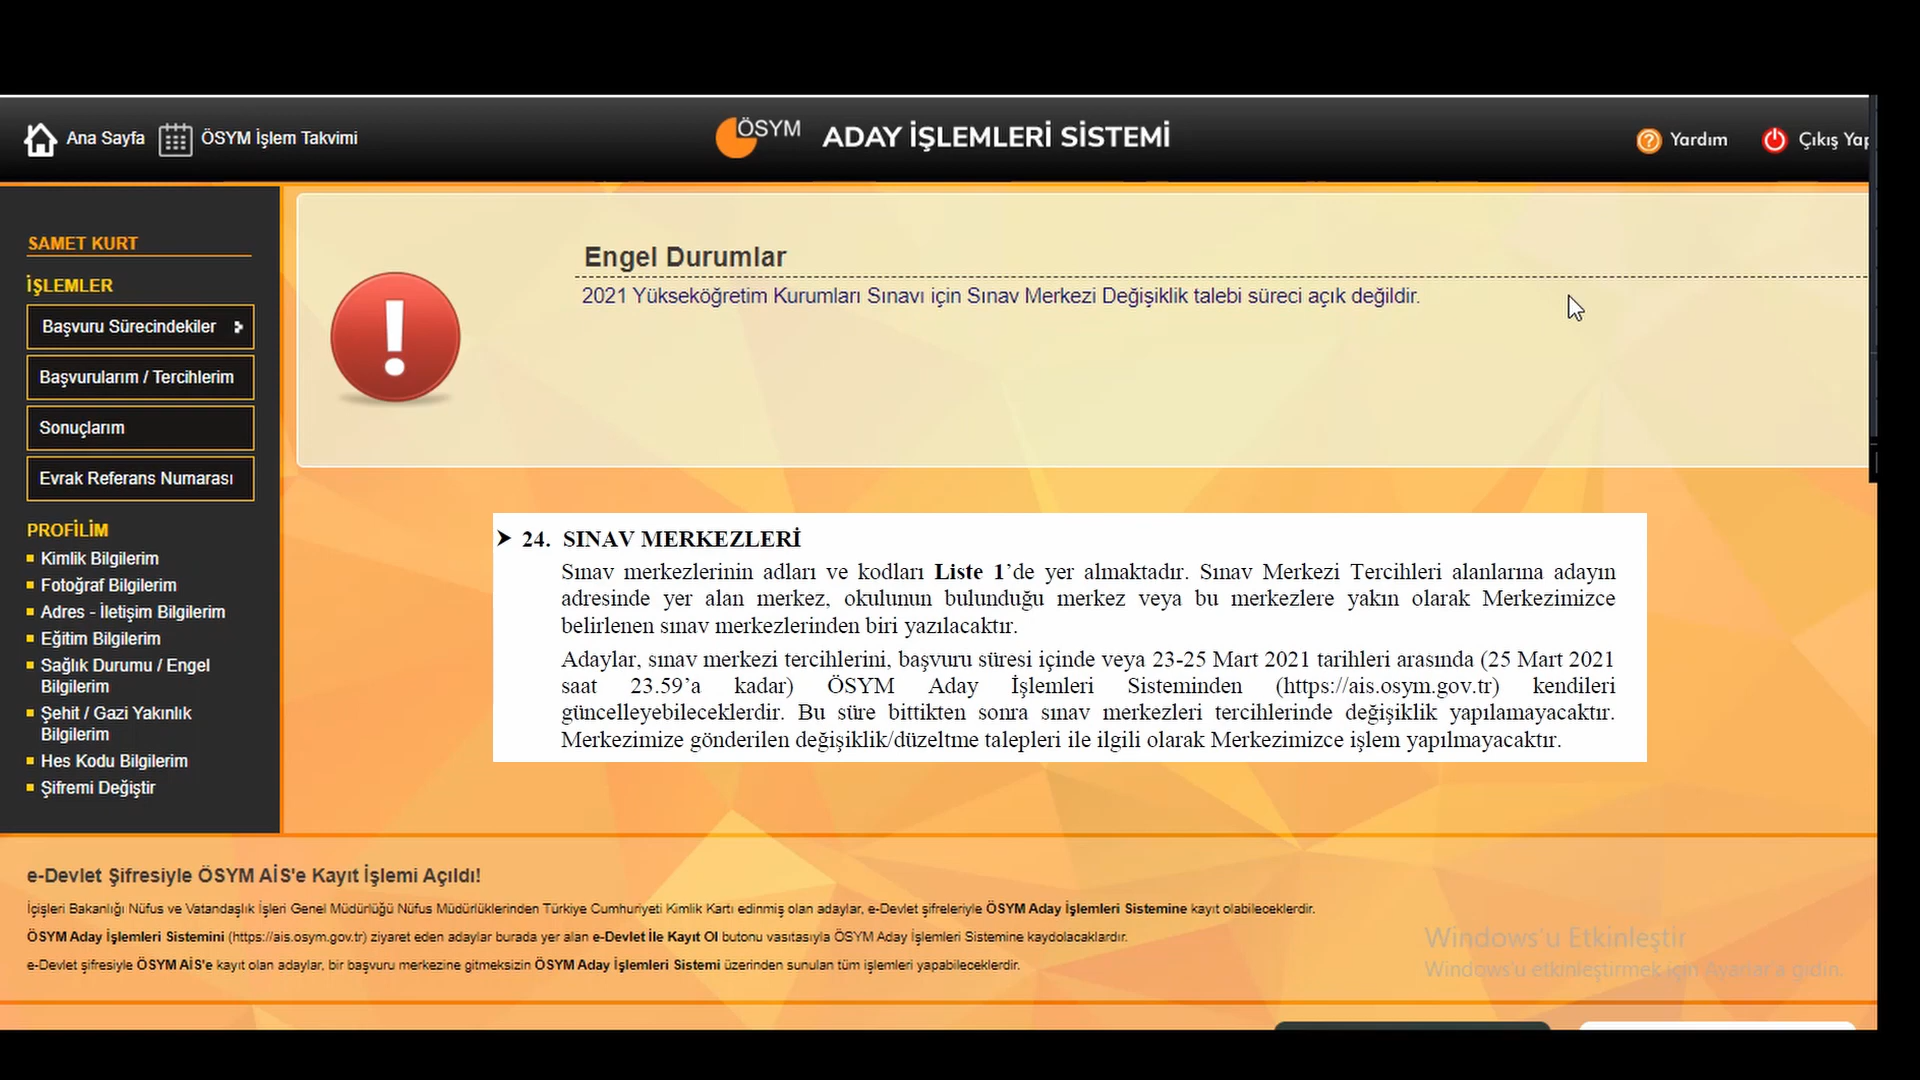 Ana Sayfa
ÖSYM İşlem Takvimi
ÖSYM
ADAY İŞLEMLERİ SİSTEMİ
Yardım
Çıkış Yap
SAMET KURT
İŞLEMLER
Başvuru Sürecindekiler
Başvurularım / Tercihlerim
Sonuçlarım
Evrak Referans Numarası
PROFİLİM
Kimlik Bilgilerim
Fotoğraf Bilgilerim
Adres - İletişim Bilgilerim
Eğitim Bilgilerim
Sağlık Durumu / Engel
Bilgilerim
Şehit / Gazi Yakınlık
Bilgilerim
Hes Kodu Bilgilerim
Şifremi Değiştir
Engel Durumlar
2021 Yükseköğretim Kurumları Sınavı için Sınav Merkezi Değişiklik talebi süreci açık değildir.
24. SINAV MERKEZLERİ
Sınav merkezlerinin adları ve kodları Liste 1'de yer almaktadır. Sınav Merkezi Tercihleri alanlarına adayın
adresinde yer alan merkez, okulunun bulunduğu merkez veya bu merkezlere yakın olarak Merkezimizce
belirlenen sınav merkezlerinden biri yazılacaktır.
Adaylar, sınav merkezi tercihlerini, başvuru süresi içinde veya 23-25 Mart 2021 tarihleri arasında (25 Mart 2021
saat 23.59'a kadar) ÖSYM Aday İşlemleri Sisteminden (https://ais.osym.gov.tr) kendileri
güncelleyebileceklerdir. Bu süre bittikten sonra sınav merkezleri tercihlerinde değişiklik yapılamayacaktır.
Merkezimize gönderilen değişiklik/düzeltme talepleri ile ilgili olarak Merkezimizce işlem yapılmayacaktır.
e-Devlet Şifresiyle ÖSYM AİS'e Kayıt İşlemi Açıldı!
İçişleri Bakanlığı Nüfus ve Vatandaşlık İşleri Genel Müdürlüğü Nüfus Müdürlüklerinden Türkiye Cumhuriyeti Kimlik Kartı edinmiş olan adaylar, e-Devlet şifreleriyle ÖSYM Aday İşlemleri Sistemine kayıt olabileceklerdir.
ÖSYM Aday İşlemleri Sistemini (https://ais.osym.gov.tr) ziyaret eden adaylar burada yer alan e-Devlet İle Kayıt Ol butonu vasıtasıyla ÖSYM Aday İşlemleri Sistemine kaydolacaklardır.
e-Devlet şifresiyle ÖSYM AİS'e kayıt olan adaylar, bir başvuru merkezine gitmeksizin ÖSYM Aday İşlemleri Sistemi üzerinden sunulan tüm işlemleri yapabileceklerdir.
Windows'u Etkinleştir
Windows'u etkinleştirmek için Ayarlar'a gidin.